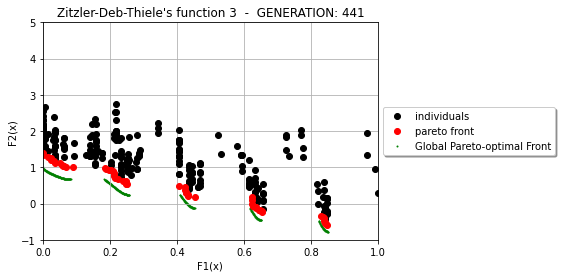 Zitzler-Deb-Thiele's function 3 - GENERATION: 441
5
4
3
2
1
0
−1
F2(x)
0.0 0.2 0.4 0.6 0.8 1.0
F1(x)
individuals
pareto front
Global Pareto-optimal Front